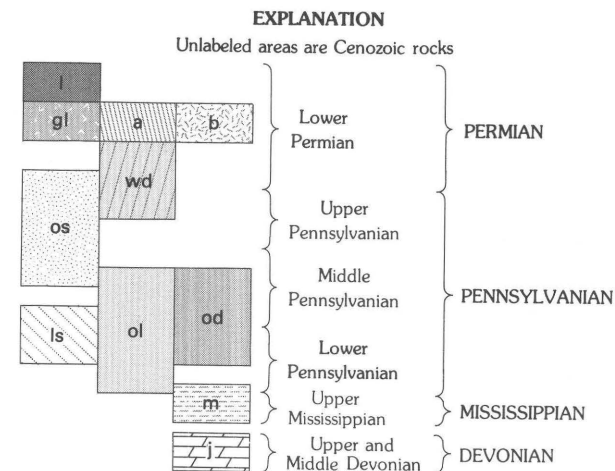 EXPLANATION
Unlabeled areas are Cenozoic rocks
l
gl
a
b
wd
os
ls
ol
od
m
j
Lower
Permian
Upper
Pennsylvanian
Middle
Pennsylvanian
Lower
Pennsylvanian
Upper
Mississippian
Upper and
Middle Devonian
PERMIAN
PENNSYLVANIAN
MISSISSIPPIAN
DEVONIAN